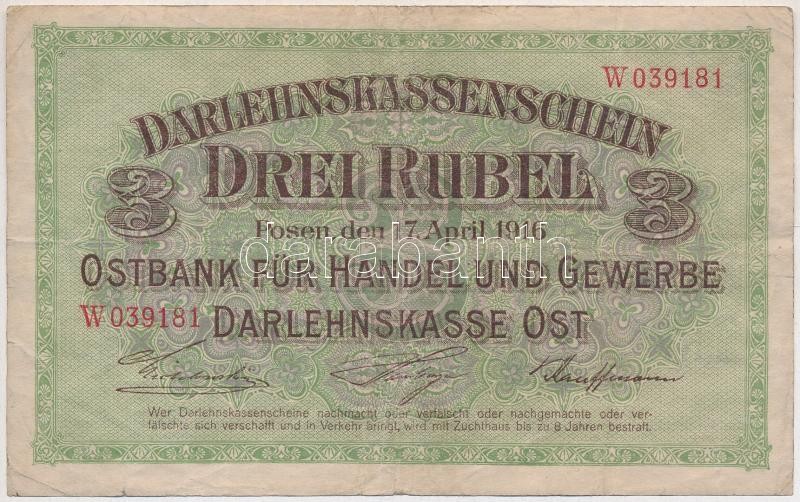 W 039181
DARLEHNSKASSENSCHEIN
3 DREI RUBEL 3
Posen, den 17. April 1916
darabanth
OSTBANK FÜR HANDEL UND GEWERBE
W 039181 DARLEHNSKASSE OST
Kauffmann
Wer Darlehnskassenscheine nachmacht oder verfälscht oder nachgemachte oder ver-
fälschte sich verschafft und in Verkehr bringt, wird mit Zuchthaus bis zu 8 Jahren bestraft.